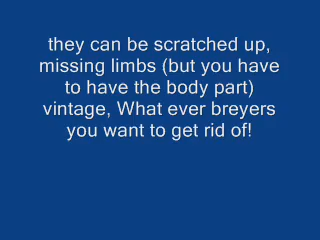 they can be scratched up,
missing limbs (but you have
to have the body part)
vintage, What ever breyers
you want to get rid of!